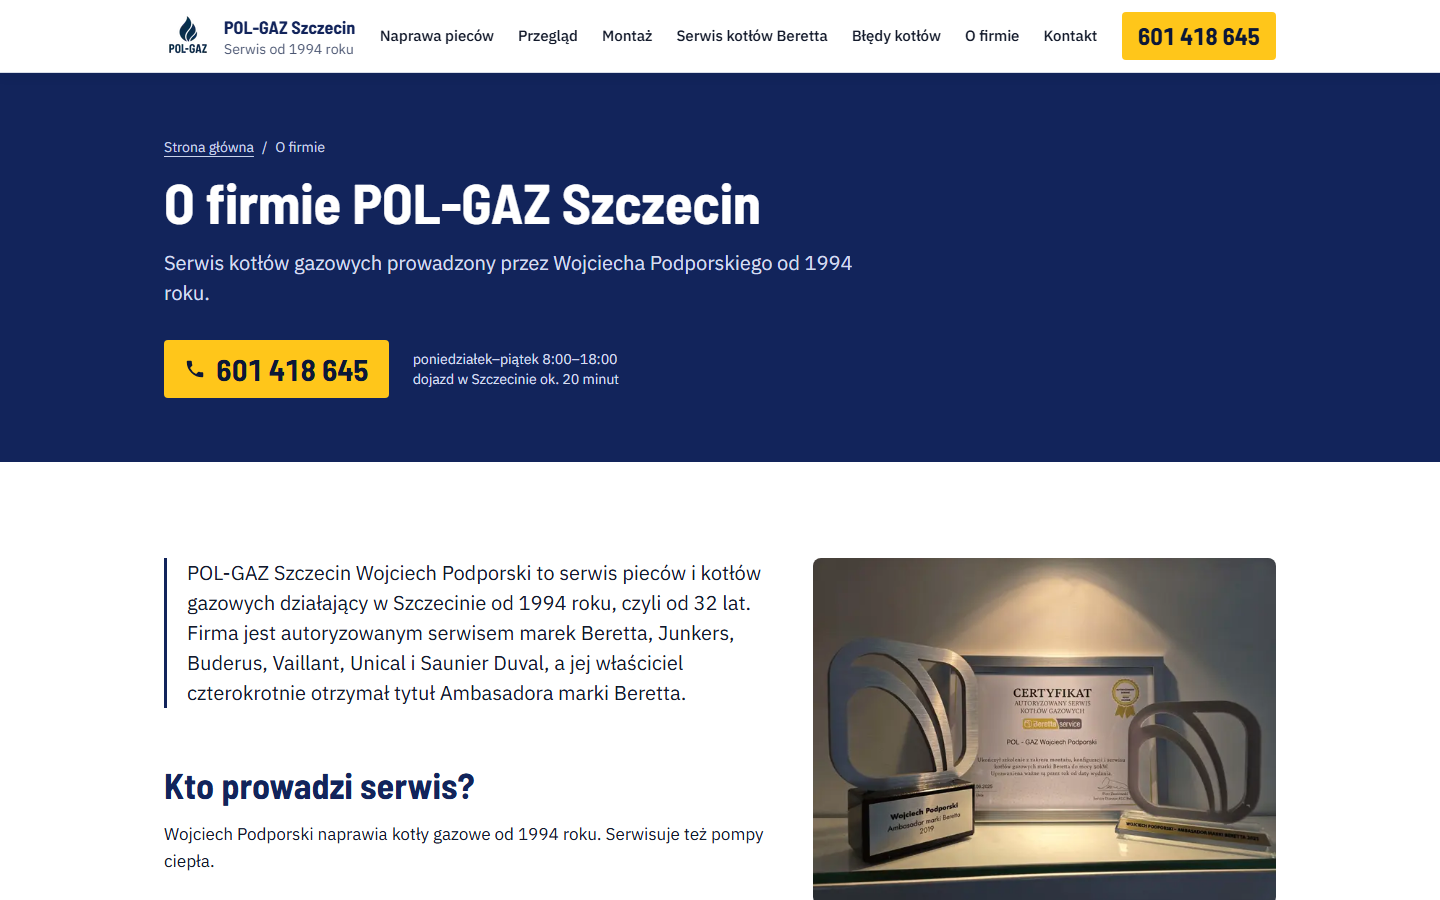 POL-GAZ
POL-GAZ Szczecin
Serwis od 1994 roku
Naprawa pieców
Przegląd
Montaż
Serwis kotłów Beretta
Błędy kotłów
O firmie
Kontakt
601 418 645
Strona główna / O firmie
O firmie POL-GAZ Szczecin
Serwis kotłów gazowych prowadzony przez Wojciecha Podporskiego od 1994
roku.
601 418 645
poniedziałek–piątek 8:00–18:00
dojazd w Szczecinie ok. 20 minut
POL-GAZ Szczecin Wojciech Podporski to serwis pieców i kotłów
gazowych działający w Szczecinie od 1994 roku, czyli od 32 lat.
Firma jest autoryzowanym serwisem marek Beretta, Junkers,
Buderus, Vaillant, Unical i Saunier Duval, a jej właściciel
czterokrotnie otrzymał tytuł Ambasadora marki Beretta.
Kto prowadzi serwis?
Wojciech Podporski naprawia kotły gazowe od 1994 roku. Serwisuje też pompy
ciepła.
CERTYFIKAT
AUTORYZOWANY SERWIS
KOTŁÓW GAZOWYCH
Beretta service
POL - GAZ Wojciech Podporski
Wojciech Podporski
Ambasador marki Beretta
2019
WOJCIECH PODPORSKI - AMBASADOR MARKI BERETTA